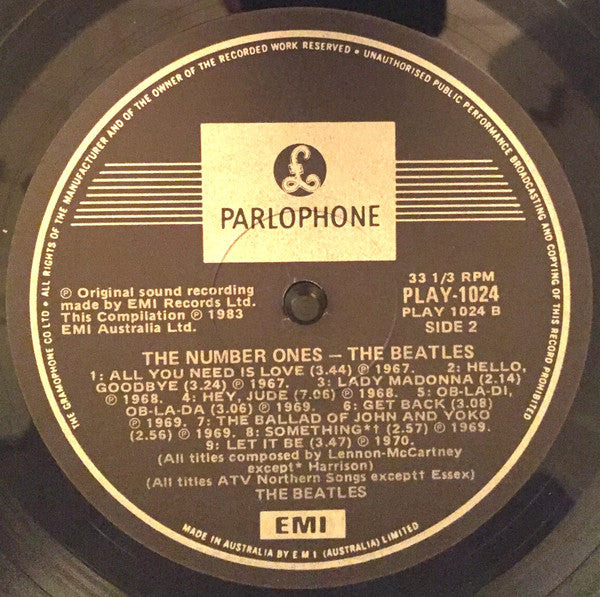 ALL RIGHTS OF THE MANUFACTURER AND OF THE OWNER OF THE RECORDED WORK RESERVED • UNAUTHORISED PUBLIC PERFORMANCE BROADCASTING AND COPYING OF THIS RECORD PROHIBITED
THE GRAMOPHONE CO LTD •
£
PARLOPHONE
℗ Original sound recording
made by EMI Records Ltd.
This Compilation ℗ 1983
EMI Australia Ltd.
33 1/3 RPM
PLAY-1024
PLAY 1024 B
SIDE 2
THE NUMBER ONES – THE BEATLES
1: ALL YOU NEED IS LOVE (3.44) ℗ 1967. 2: HELLO,
GOODBYE (3.24) ℗ 1967. 3: LADY MADONNA (2.14)
℗ 1968. 4: HEY, JUDE (7.06) ℗ 1968. 5: OB-LA-DI,
OB-LA-DA (3.06) ℗ 1969. 6: GET BACK (3.08)
℗ 1969. 7: THE BALLAD OF JOHN AND YOKO
(2.56) ℗ 1969. 8: SOMETHING*† (2.57) ℗ 1969.
9: LET IT BE (3.47) ℗ 1970.
(All titles composed by Lennon-McCartney
except* Harrison)
(All titles ATV Northern Songs except† Essex)
THE BEATLES
EMI
MADE IN AUSTRALIA BY E M I (AUSTRALIA) LIMITED